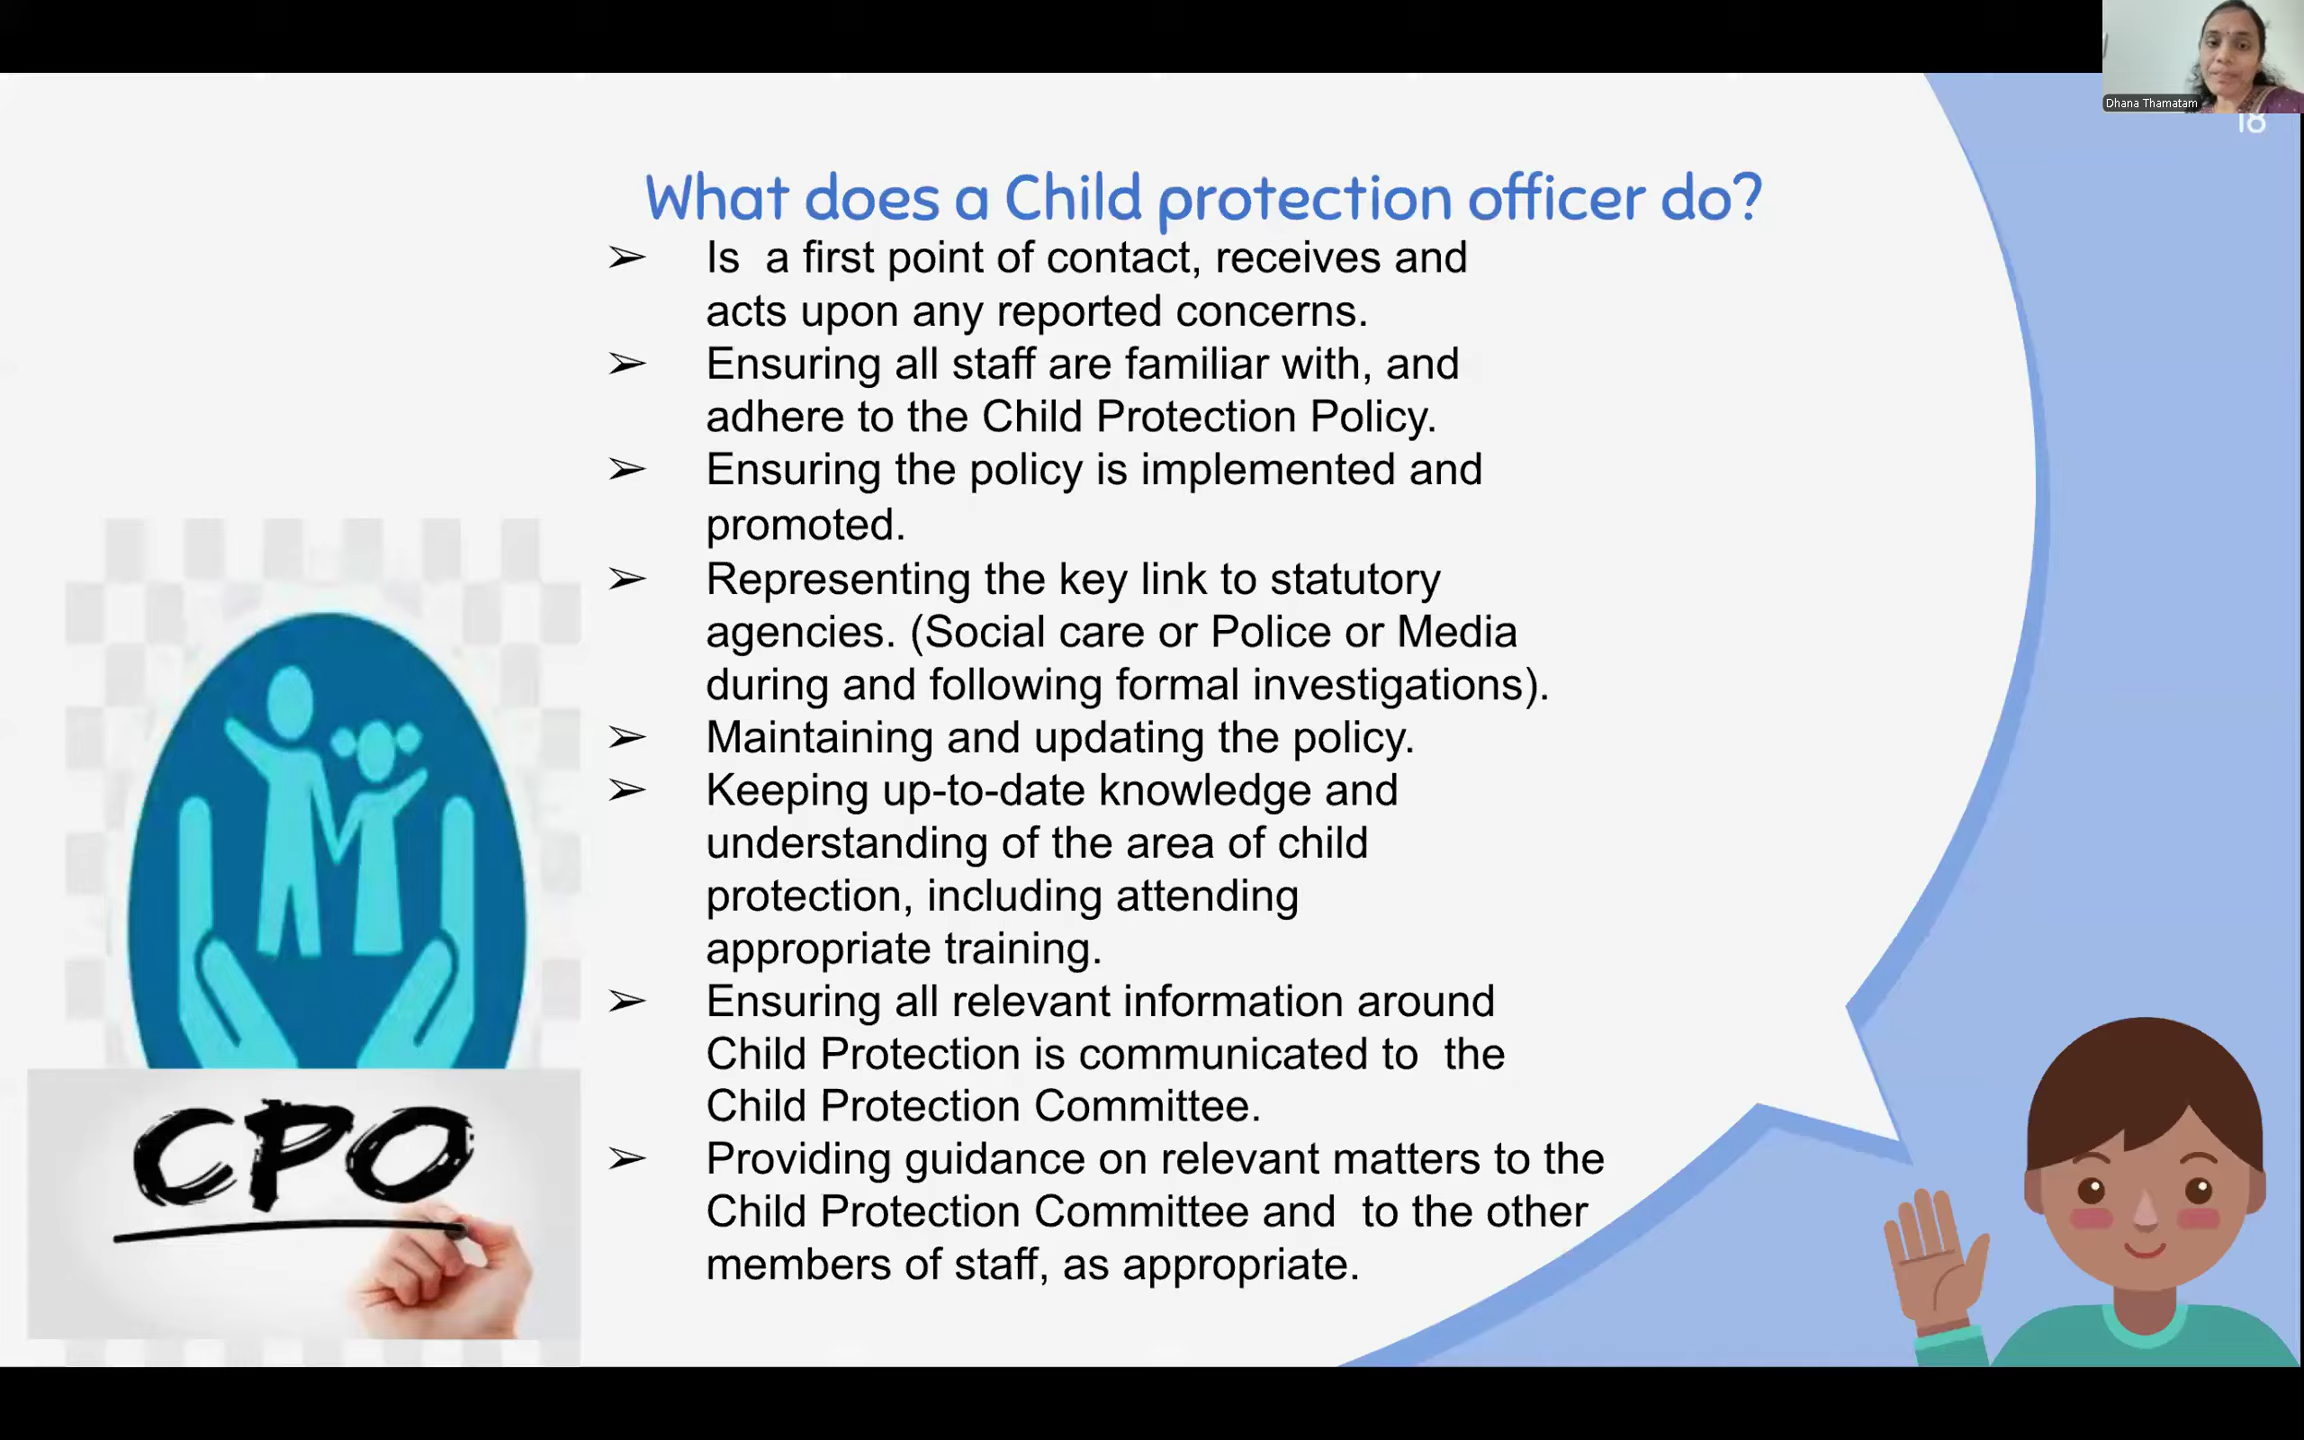 Dhana Thamatam
18
What does a Child protection officer do?
➢ Is a first point of contact, receives and
acts upon any reported concerns.
➢ Ensuring all staff are familiar with, and
adhere to the Child Protection Policy.
➢ Ensuring the policy is implemented and
promoted.
➢ Representing the key link to statutory
agencies. (Social care or Police or Media
during and following formal investigations).
➢ Maintaining and updating the policy.
➢ Keeping up-to-date knowledge and
understanding of the area of child
protection, including attending
appropriate training.
➢ Ensuring all relevant information around
Child Protection is communicated to the
Child Protection Committee.
➢ Providing guidance on relevant matters to the
Child Protection Committee and to the other
members of staff, as appropriate.
CPO